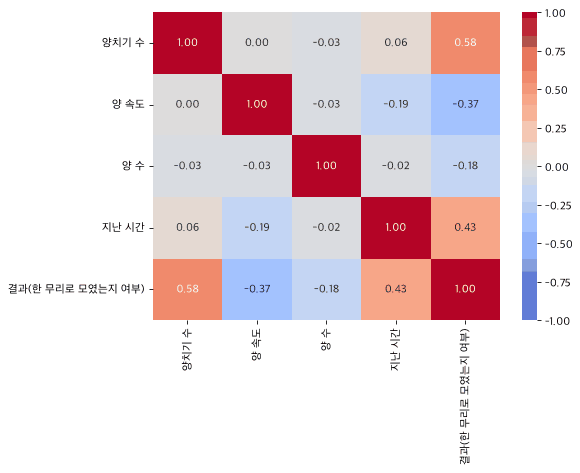 양치기 수 1.00 0.00 -0.03 0.06 0.58
양 속도 0.00 1.00 -0.03 -0.19 -0.37
양 수 -0.03 -0.03 1.00 -0.02 -0.18
지난 시간 0.06 -0.19 -0.02 1.00 0.43
결과(한 무리로 모였는지 여부) 0.58 -0.37 -0.18 0.43 1.00
양치기 수
양 속도
양 수
지난 시간
결과(한 무리로 모였는지 여부)
1.00
0.75
0.50
0.25
0.00
-0.25
-0.50
-0.75
-1.00